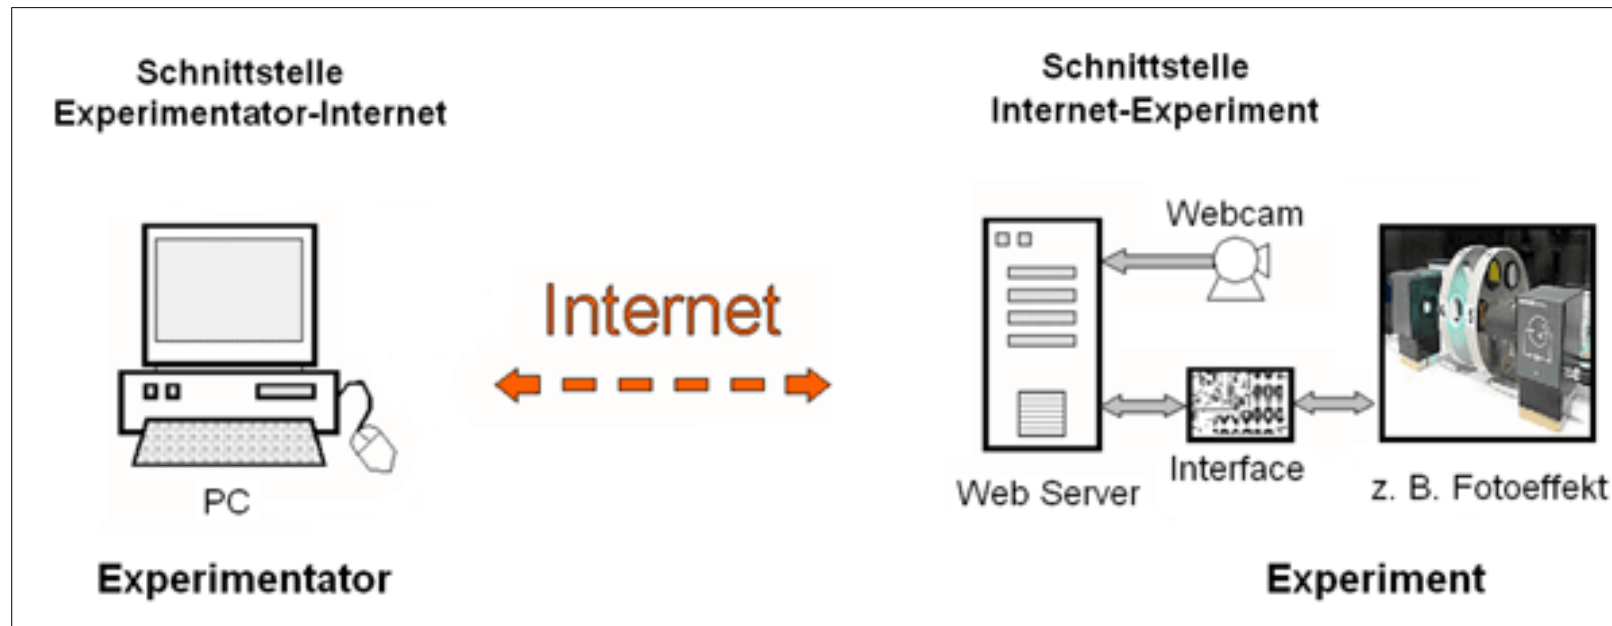 Schnittstelle
Experimentator-Internet
Schnittstelle
Internet-Experiment
Webcam
Internet
PC
Web Server
Interface
z. B. Fotoeffekt
Experimentator
Experiment